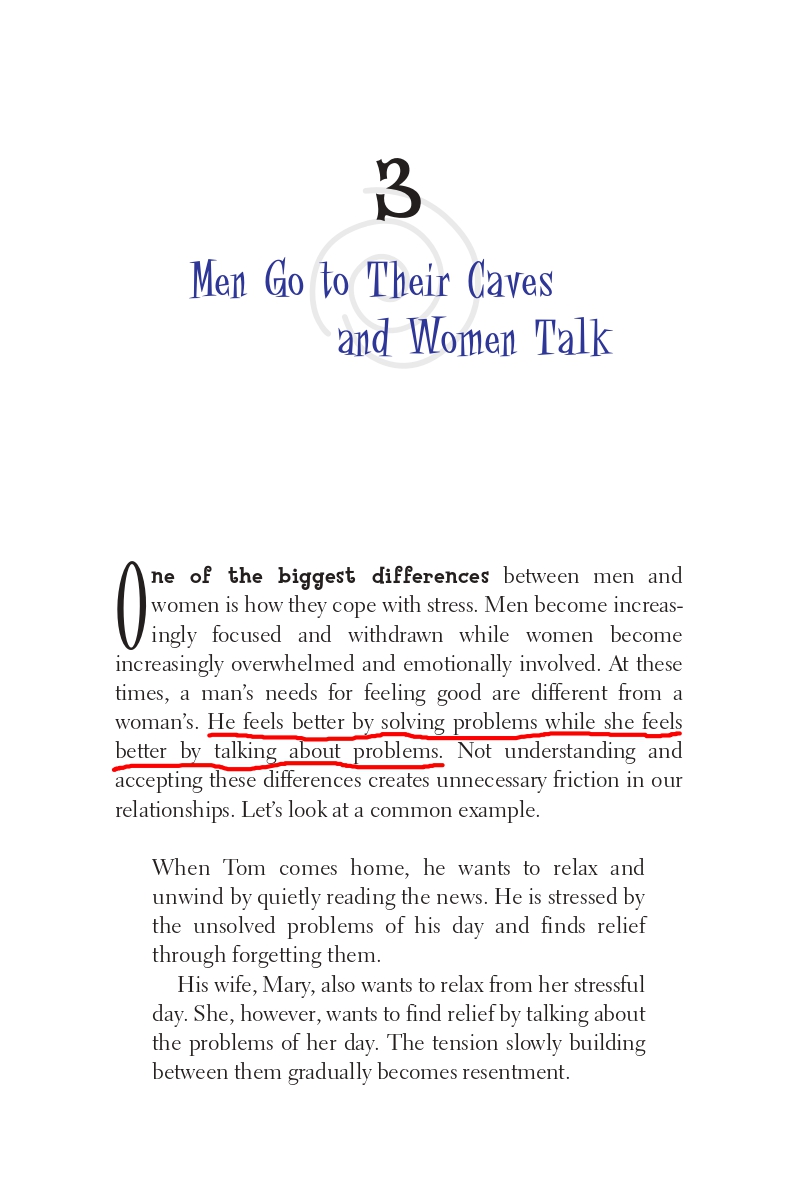 3
Men Go to Their Caves
and Women Talk
One of the biggest differences between men and
women is how they cope with stress. Men become increas-
ingly focused and withdrawn while women become
increasingly overwhelmed and emotionally involved. At these
times, a man’s needs for feeling good are different from a
woman’s. He feels better by solving problems while she feels
better by talking about problems. Not understanding and
accepting these differences creates unnecessary friction in our
relationships. Let’s look at a common example.
When Tom comes home, he wants to relax and
unwind by quietly reading the news. He is stressed by
the unsolved problems of his day and finds relief
through forgetting them.
His wife, Mary, also wants to relax from her stressful
day. She, however, wants to find relief by talking about
the problems of her day. The tension slowly building
between them gradually becomes resentment.